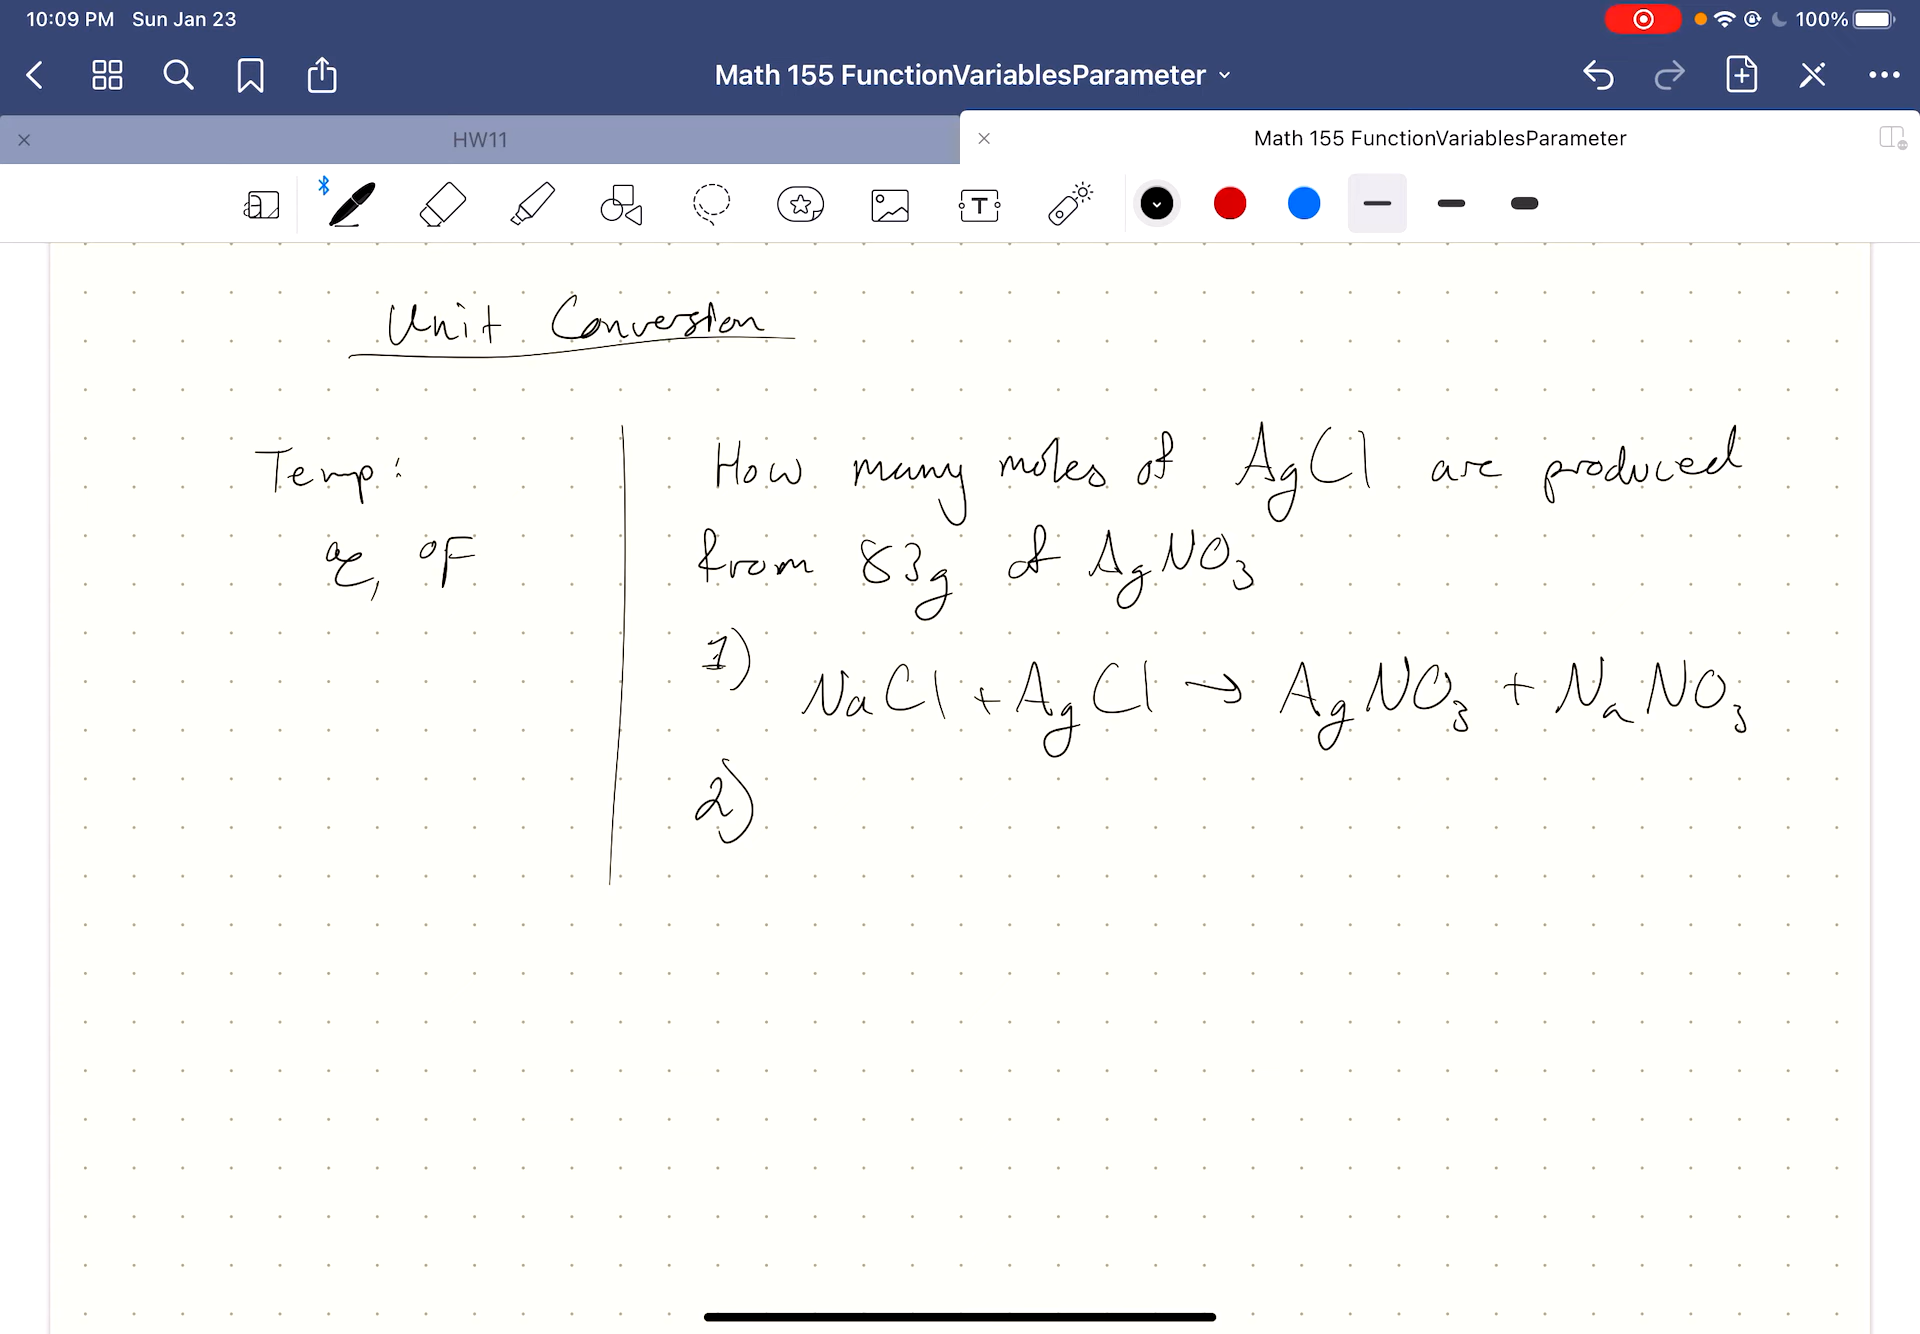 10:09 PM Sun Jan 23
100%
Math 155 FunctionVariablesParameter
HW11
Math 155 FunctionVariablesParameter
Unit Conversion
Temp:
°C, °F
How many moles of AgCl are produced
from 83g of AgNO₃
1)
NaCl + AgCl → AgNO₃ + NaNO₃
2)